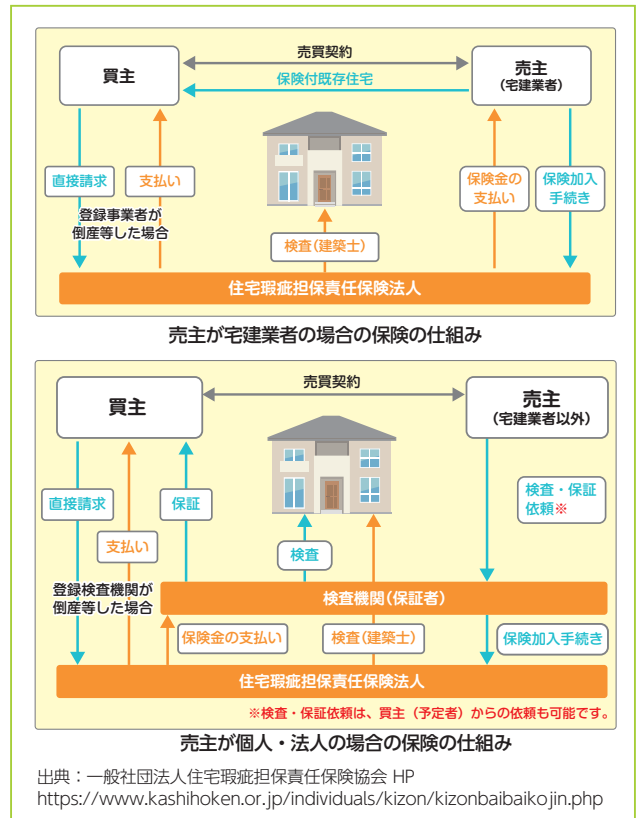 売買契約
買主
売主
(宅建業者)
保険付既存住宅
直接請求
支払い
保険金の
支払い
保険加入
手続き
登録事業者が
倒産等した場合
検査(建築士)
住宅瑕疵担保責任保険法人
売主が宅建業者の場合の保険の仕組み
売買契約
買主
売主
(宅建業者以外)
直接請求
保証
検査・保証
依頼※
支払い
検査
登録検査機関が
倒産等した場合
検査機関(保証者)
保険金の支払い
検査(建築士)
保険加入手続き
住宅瑕疵担保責任保険法人
※検査・保証依頼は、買主（予定者）からの依頼も可能です。
売主が個人・法人の場合の保険の仕組み
出典：一般社団法人住宅瑕疵担保責任保険協会 HP
https://www.kashihoken.or.jp/individuals/kizon/kizonbaibaikojin.php